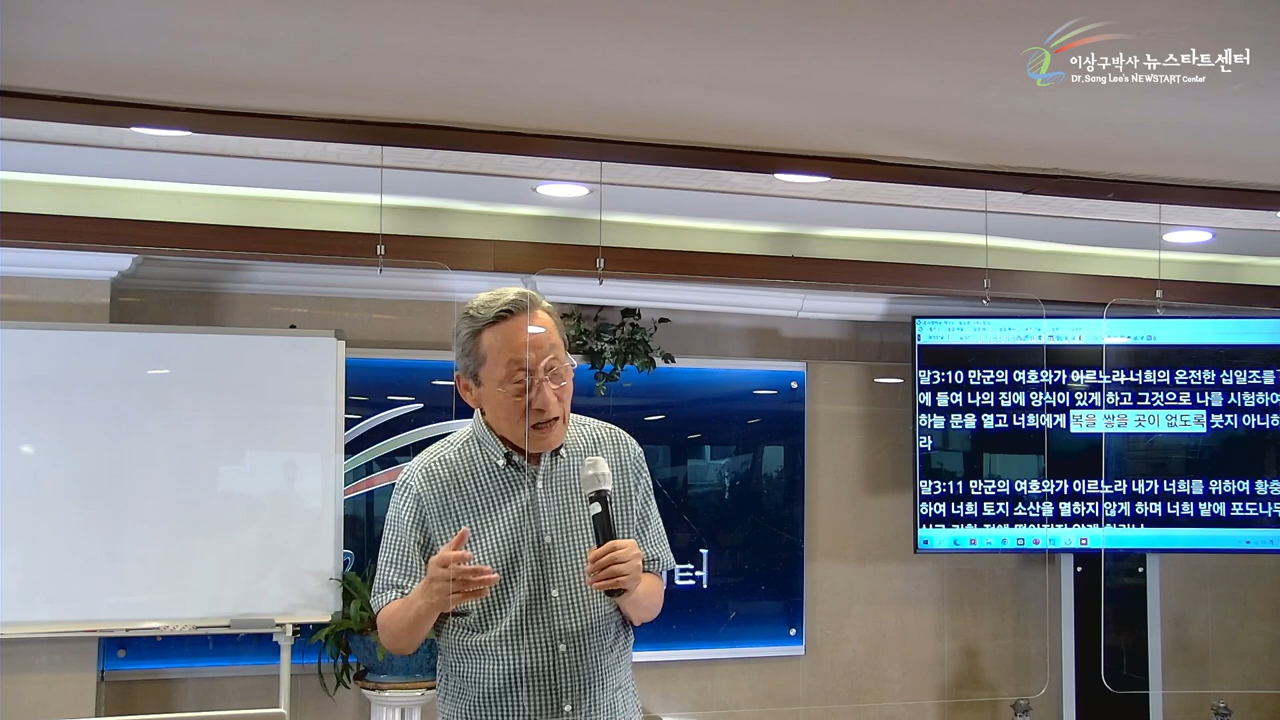 이상구박사 뉴스타트센터
Dr. Sang Lee's NEWSTART Center
말3:10 만군의 여호와가 이르노라 너희의 온전한 십일조를
에 들여 나의 집에 양식이 있게 하고 그것으로 나를 시험하여
하늘 문을 열고 너희에게 복을 쌓을 곳이 없도록 붓지 아니하
라
말3:11 만군의 여호와가 이르노라 내가 너희를 위하여 황충
하여 너희 토지 소산을 멸하지 않게 하며 너희 밭에 포도나무
터